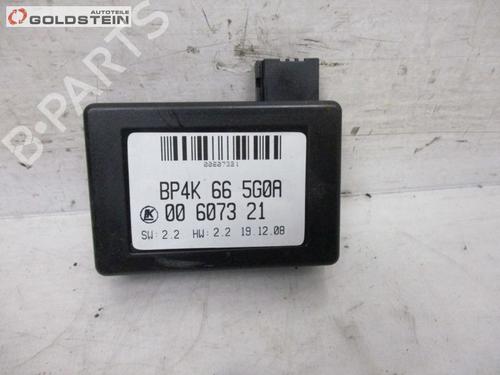 AUTOTEILE
GOLDSTEIN
B-PARTS
00607321
BP4K 66 5G0A
00 6073 21
SW: 2.2 HW: 2.2 19.12.08